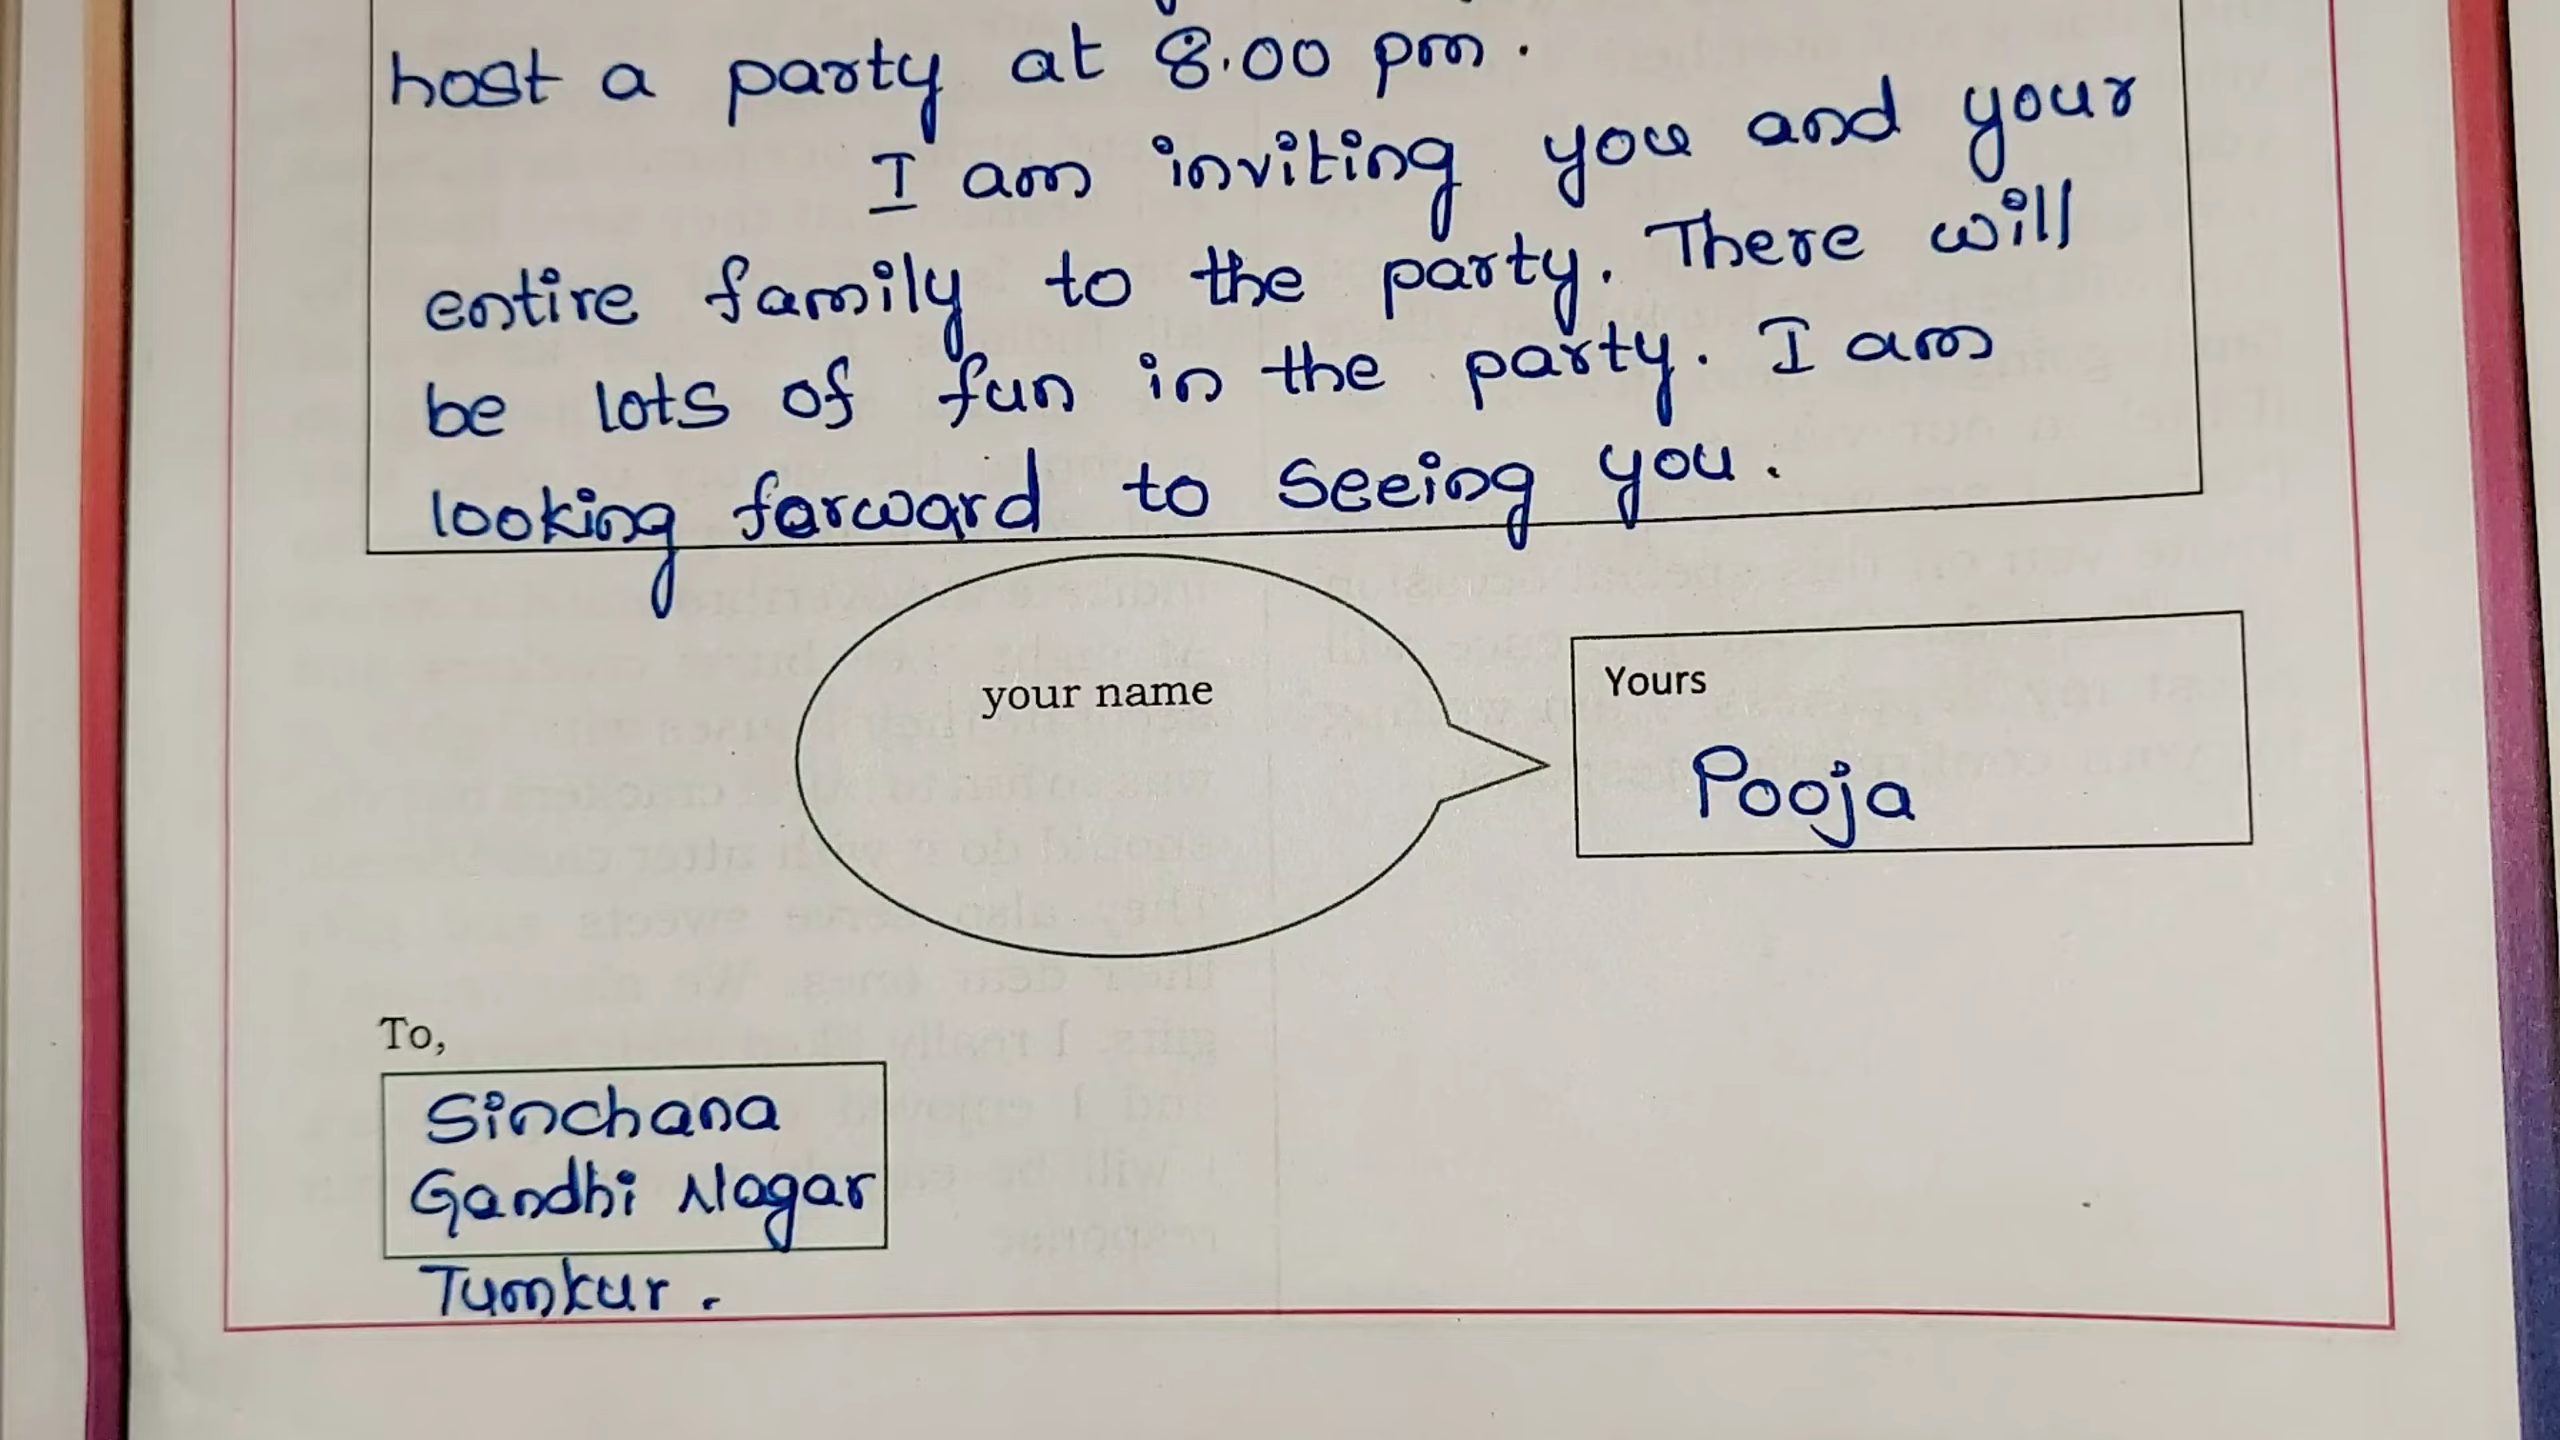 host a party at 8.00 pm.
I am inviting you and your
entire family to the party. There will
be lots of fun in the party. I am
looking forward to seeing you.
your name
Yours
Pooja
To,
Sinchana
Gandhi Nagar
Tumkur.